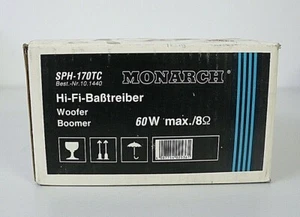 SPH-170TC
Best.-Nr. 10.1440
MONARCH®
Hi-Fi-Baßtreiber
Woofer
Boomer
60W max./8Ω